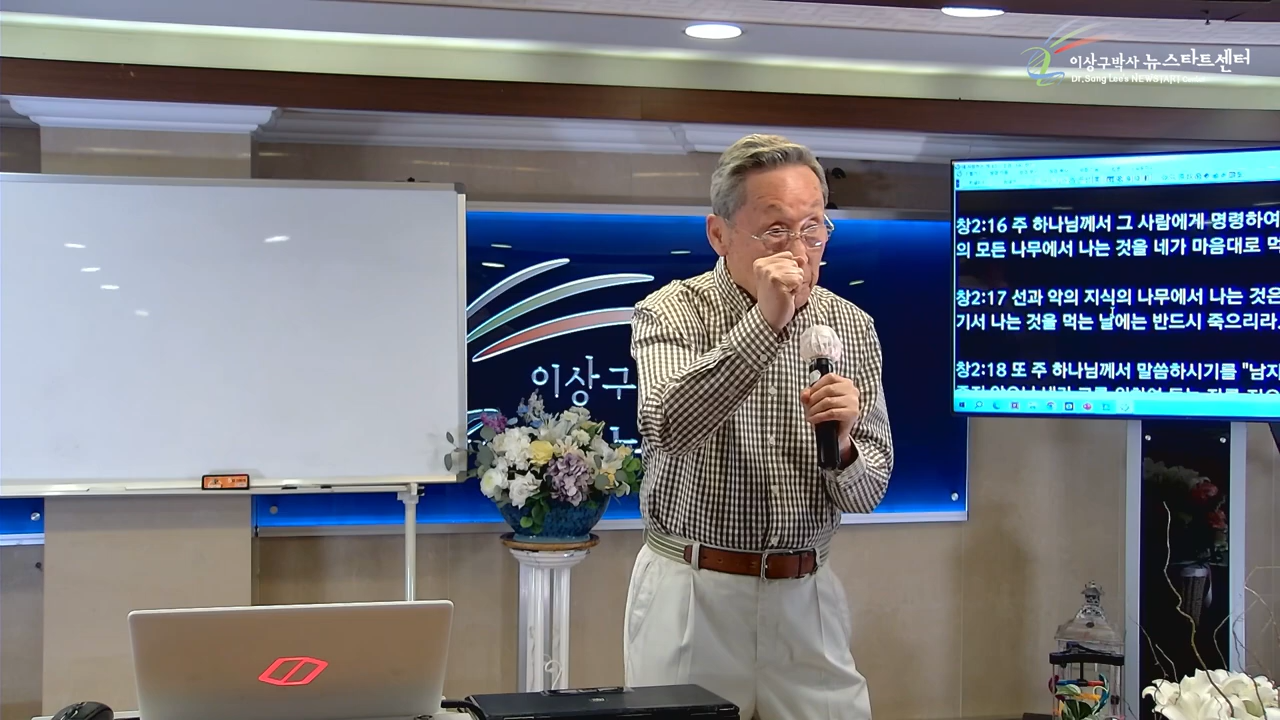 이상구박사 뉴스타트센터
Dr.Sang Lee's NEWSTART Center
창2:16 주 하나님께서 그 사람에게 명령하여
의 모든 나무에서 나는 것을 네가 마음대로 먹
창2:17 선과 악의 지식의 나무에서 나는 것은
기서 나는 것을 먹는 날에는 반드시 죽으리라
창2:18 또 주 하나님께서 말씀하시기를 "남자
이상구